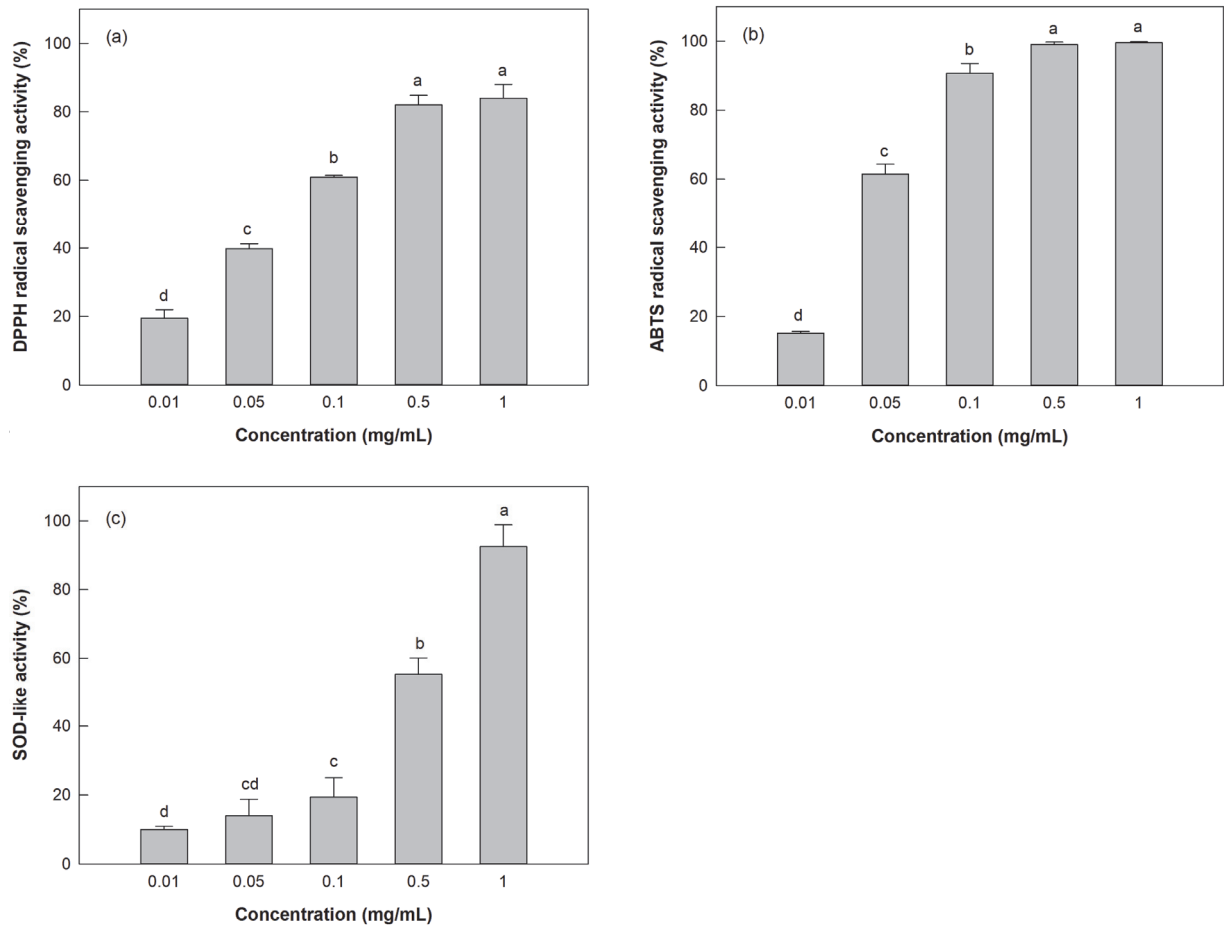 (a)
DPPH radical scavenging activity (%)
100
80
60
40
20
0
d
c
b
a
a
0.01 0.05 0.1 0.5 1
Concentration (mg/mL)
(b)
ABTS radical scavenging activity (%)
100
80
60
40
20
0
d
c
b
a
a
0.01 0.05 0.1 0.5 1
Concentration (mg/mL)
(c)
SOD-like activity (%)
100
80
60
40
20
0
d
cd
c
b
a
0.01 0.05 0.1 0.5 1
Concentration (mg/mL)